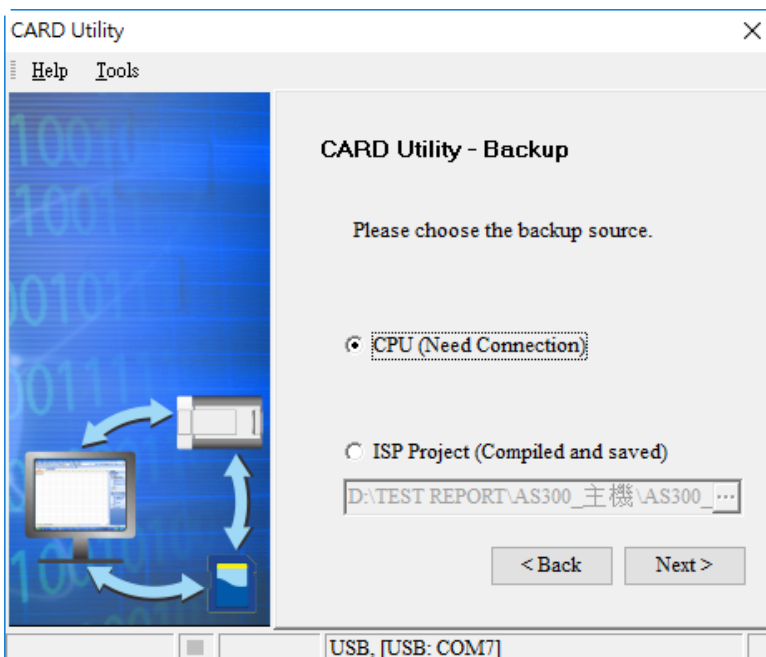 CARD Utility
Help Tools
CARD Utility - Backup
Please choose the backup source.
CPU (Need Connection)
ISP Project (Compiled and saved)
D:\TEST REPORT\AS300_主機\AS300_ ...
< Back Next >
USB, [USB: COM7]